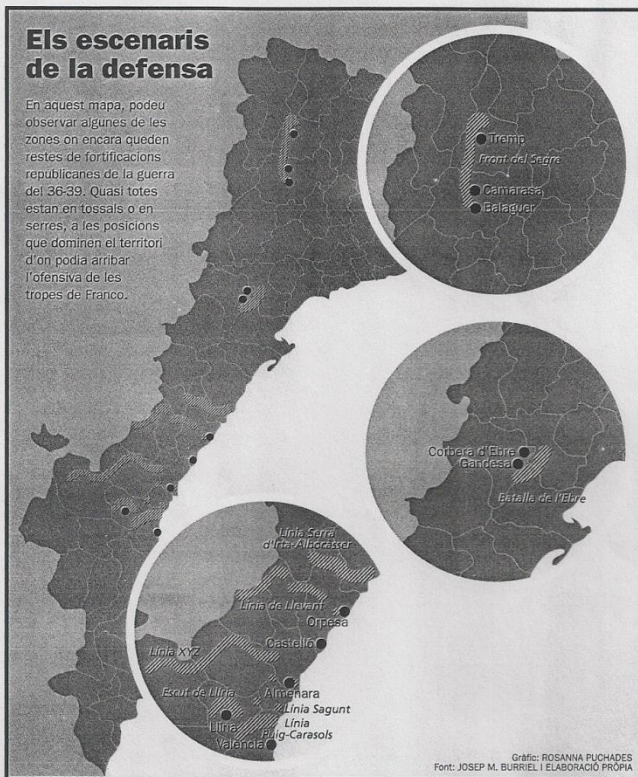 Els escenaris
de la defensa
En aquest mapa, podeu
observar algunes de les
zones on encara queden
restes de fortificacions
republicanes de la guerra
del 36-39. Quasi totes
estan en tossals o en
serres, a les posicions
que dominen el territori
d'on podia arribar
l'ofensiva de les
tropes de Franco.
Tremp
Front del Segre
Camarasa
Balaguer
Corbera d'Ebre
Gandesa
Batalla de l'Ebre
Línia Serra
d'Irta-Albocàsser
Línia de Llevant
Orpesa
Castelló
Línia XYZ
Escut de Llíria
Almenara
Línia Sagunt
Llíria
Línia
Puig-Carasols
València
Gràfic: ROSANNA PUCHADES
Font: JOSEP M. BURRIEL I ELABORACIÓ PRÒPIA